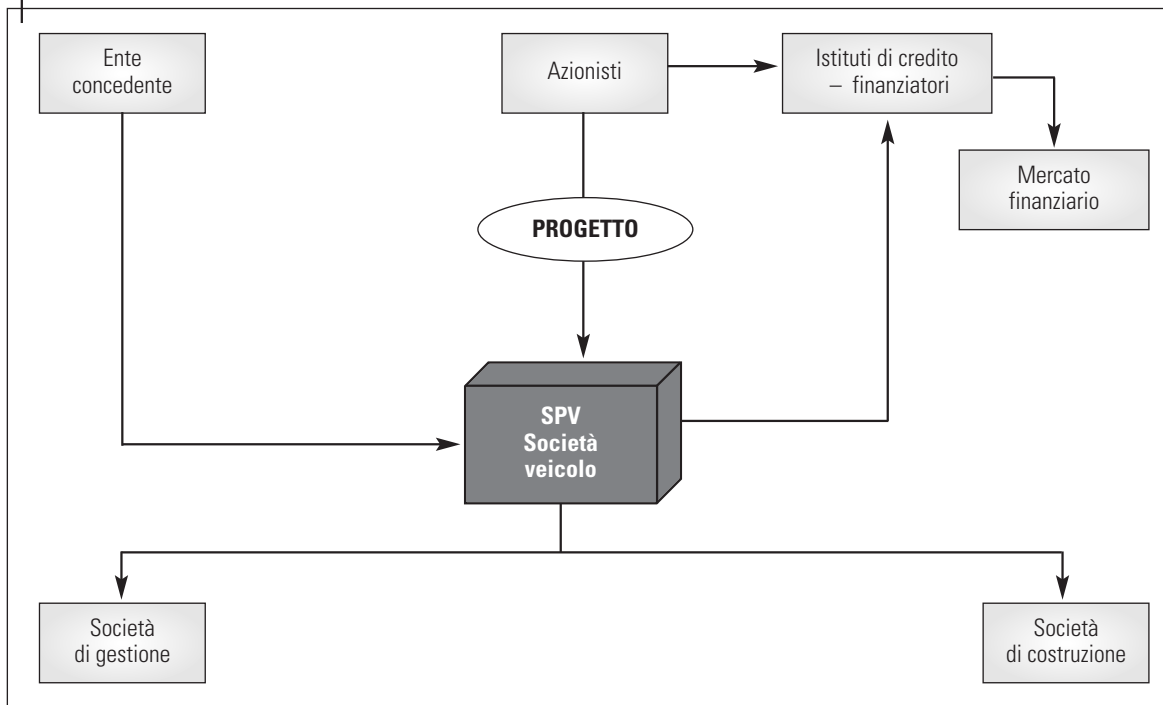 Ente
concedente
Azionisti
Istituti di credito
– finanziatori
Mercato
finanziario
PROGETTO
SPV
Società
veicolo
Società
di gestione
Società
di costruzione